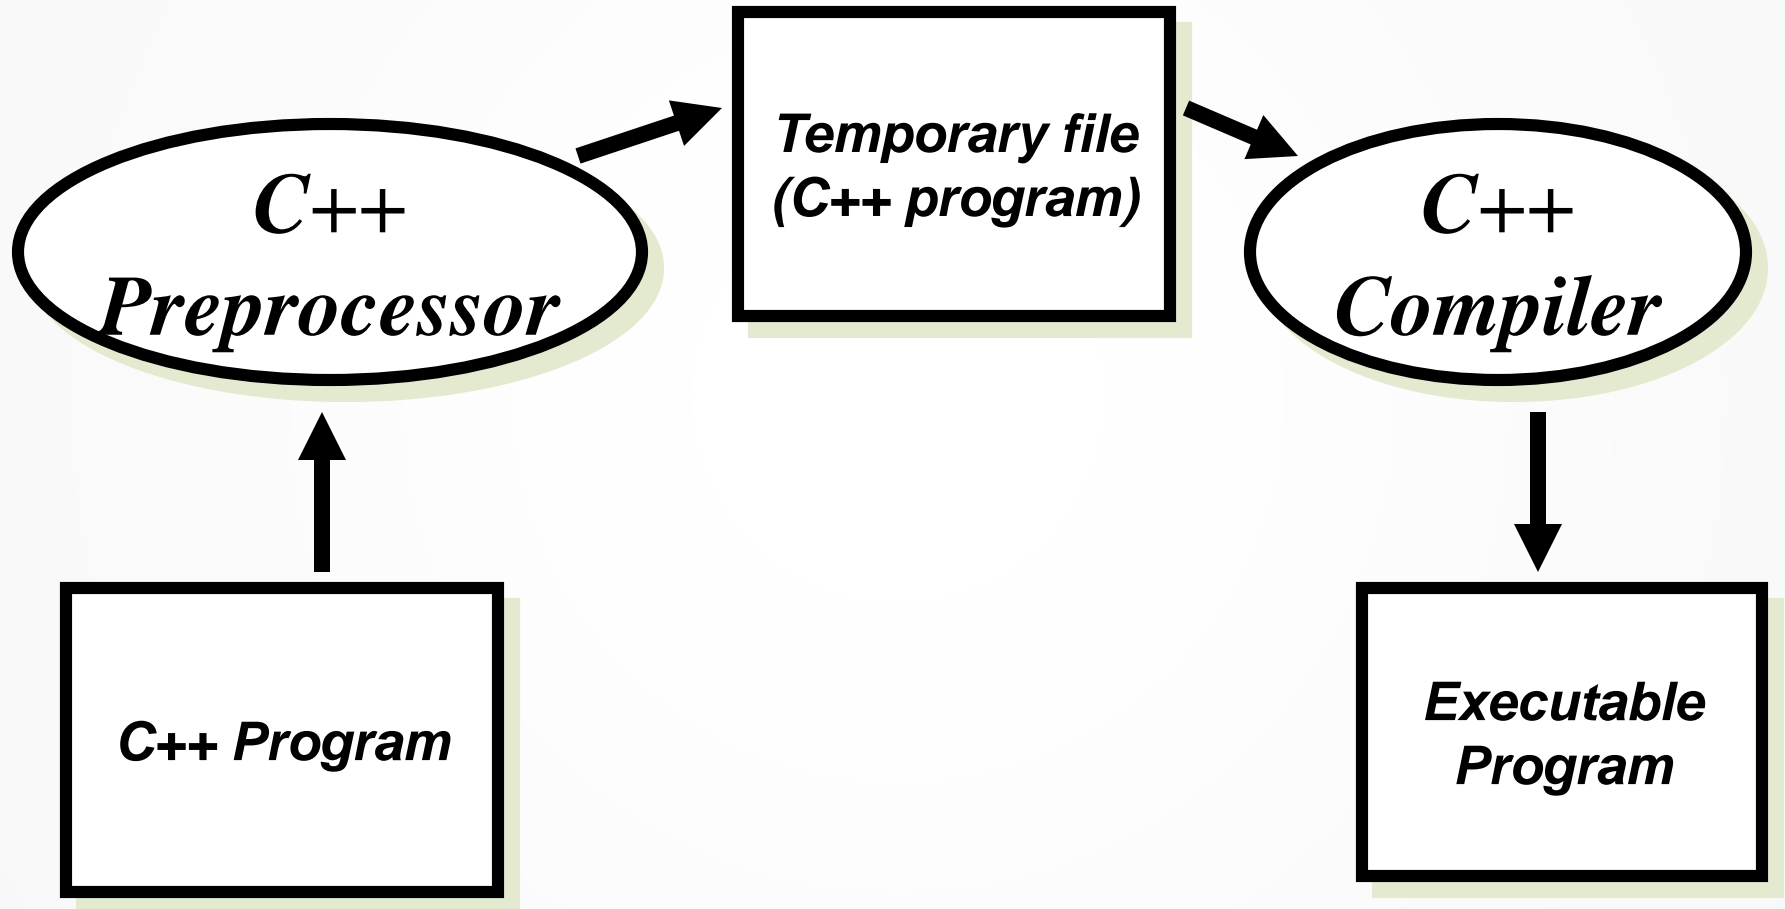 C++
Preprocessor
Temporary file
(C++ program)
C++
Compiler
C++ Program
Executable
Program